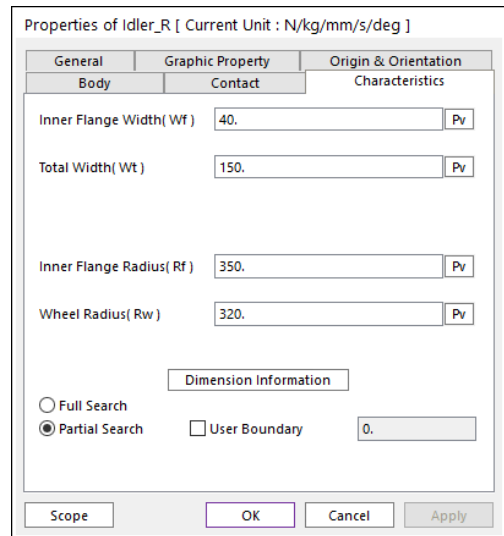 Properties of Idler_R [ Current Unit : N/kg/mm/s/deg ]
General Graphic Property Origin & Orientation
Body Contact Characteristics
Inner Flange Width( Wf ) 40. Pv
Total Width( Wt ) 150. Pv
Inner Flange Radius( Rf ) 350. Pv
Wheel Radius( Rw ) 320. Pv
Dimension Information
Full Search
Partial Search User Boundary 0.
Scope OK Cancel Apply